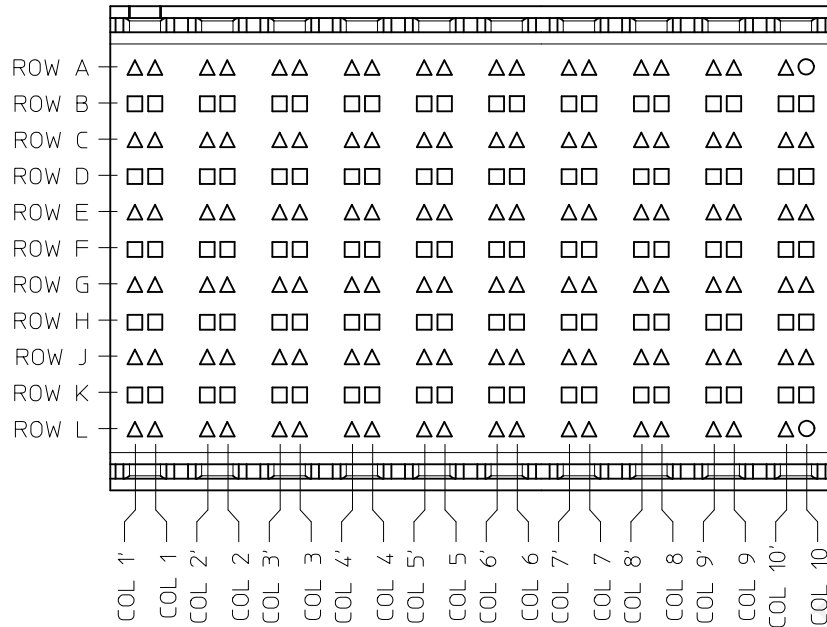 ROW A
ROW B
ROW C
ROW D
ROW E
ROW F
ROW G
ROW H
ROW J
ROW K
ROW L
COL 1'
COL 1
COL 2'
COL 2
COL 3'
COL 3
COL 4'
COL 4
COL 5'
COL 5
COL 6'
COL 6
COL 7'
COL 7
COL 8'
COL 8
COL 9'
COL 9
COL 10'
COL 10